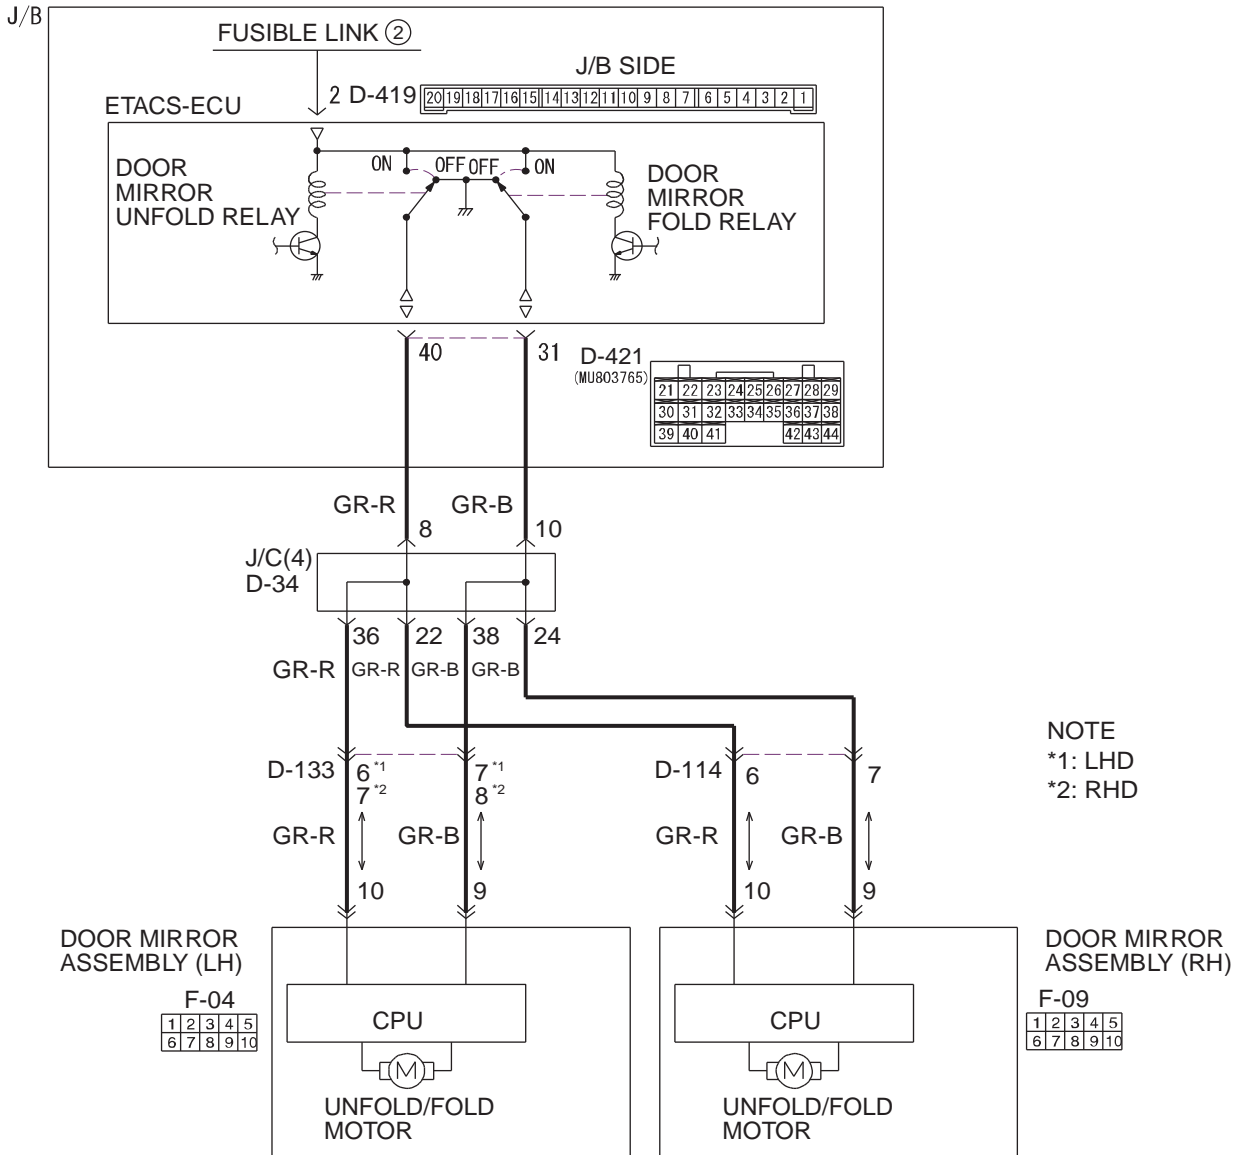 J/B
FUSIBLE LINK ②
J/B SIDE
2 D-419
20 19 18 17 16 15 14 13 12 11 10 9 8 7 6 5 4 3 2 1
ETACS-ECU
ON OFF OFF ON
DOOR
MIRROR
UNFOLD RELAY
DOOR
MIRROR
FOLD RELAY
40 31 D-421
(MU803765)
21 22 23 24 25 26 27 28 29
30 31 32 33 34 35 36 37 38
39 40 41 42 43 44
GR-R GR-B
8 10
J/C(4)
D-34
36 22 38 24
GR-R GR-R GR-B GR-B
NOTE
*1: LHD
*2: RHD
D-133 6*1 7*1 D-114 6 7
7*2 8*2
GR-R GR-B GR-R GR-B
10 9 10 9
DOOR MIRROR
ASSEMBLY (LH)
F-04
1 2 3 4 5
6 7 8 9 10
CPU
M
UNFOLD/FOLD
MOTOR
CPU
M
UNFOLD/FOLD
MOTOR
DOOR MIRROR
ASSEMBLY (RH)
F-09
1 2 3 4 5
6 7 8 9 10